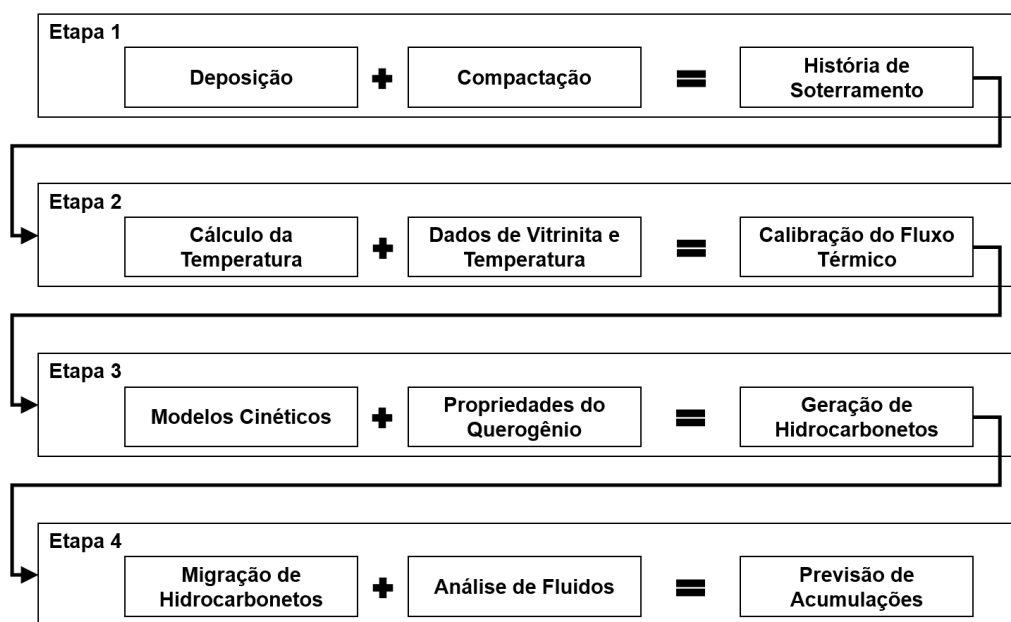 Etapa 1
Deposição + Compactação = História de
Soterramento
Etapa 2
Cálculo da
Temperatura + Dados de Vitrinita e
Temperatura = Calibração do Fluxo
Térmico
Etapa 3
Modelos Cinéticos + Propriedades do
Querogênio = Geração de
Hidrocarbonetos
Etapa 4
Migração de
Hidrocarbonetos + Análise de Fluidos = Previsão de
Acumulações